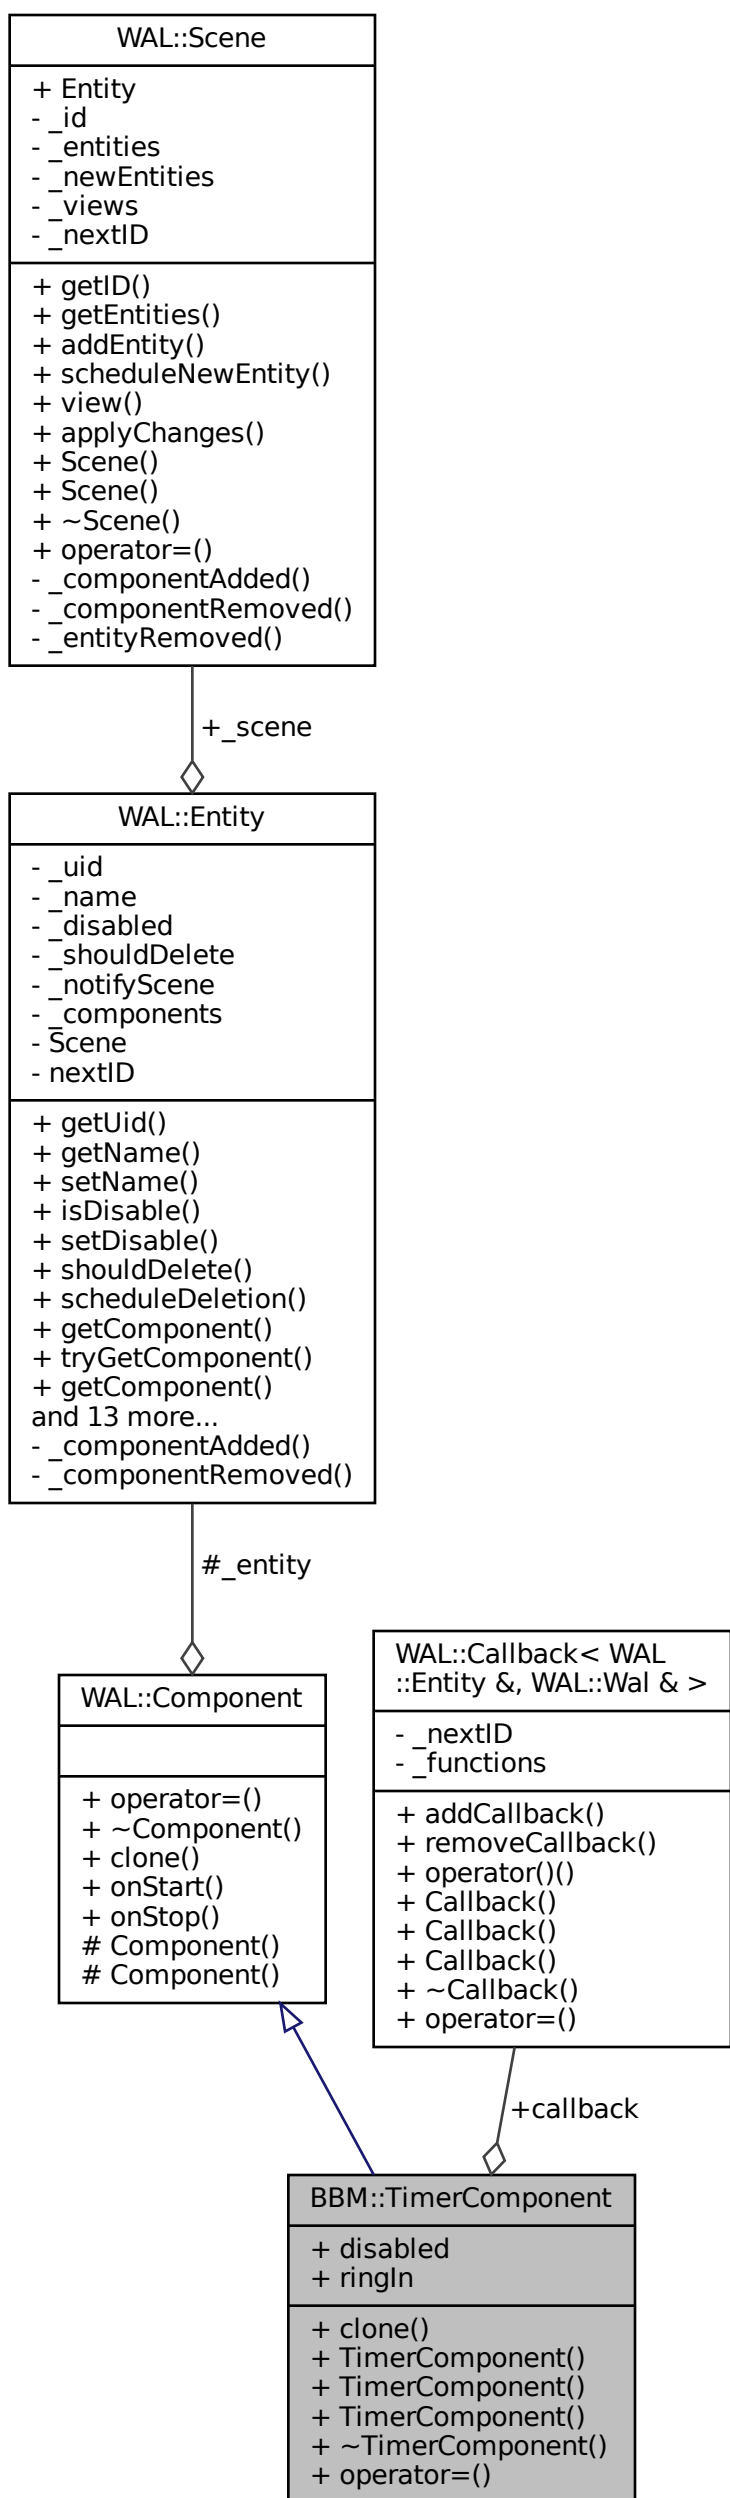 WAL::Scene
+ Entity
- _id
- _entities
- _newEntities
- _views
- _nextID
+ getID()
+ getEntities()
+ addEntity()
+ scheduleNewEntity()
+ view()
+ applyChanges()
+ Scene()
+ Scene()
+ ~Scene()
+ operator=()
- _componentAdded()
- _componentRemoved()
- _entityRemoved()
+_scene
WAL::Entity
- _uid
- _name
- _disabled
- _shouldDelete
- _notifyScene
- _components
- Scene
- nextID
+ getUid()
+ getName()
+ setName()
+ isDisable()
+ setDisable()
+ shouldDelete()
+ scheduleDeletion()
+ getComponent()
+ tryGetComponent()
+ getComponent()
and 13 more...
- _componentAdded()
- _componentRemoved()
#_entity
WAL::Component
+ operator=()
+ ~Component()
+ clone()
+ onStart()
+ onStop()
# Component()
# Component()
WAL::Callback< WAL
::Entity &, WAL::Wal & >
- _nextID
- _functions
+ addCallback()
+ removeCallback()
+ operator()()
+ Callback()
+ Callback()
+ Callback()
+ ~Callback()
+ operator=()
+callback
BBM::TimerComponent
+ disabled
+ ringIn
+ clone()
+ TimerComponent()
+ TimerComponent()
+ TimerComponent()
+ ~TimerComponent()
+ operator=()